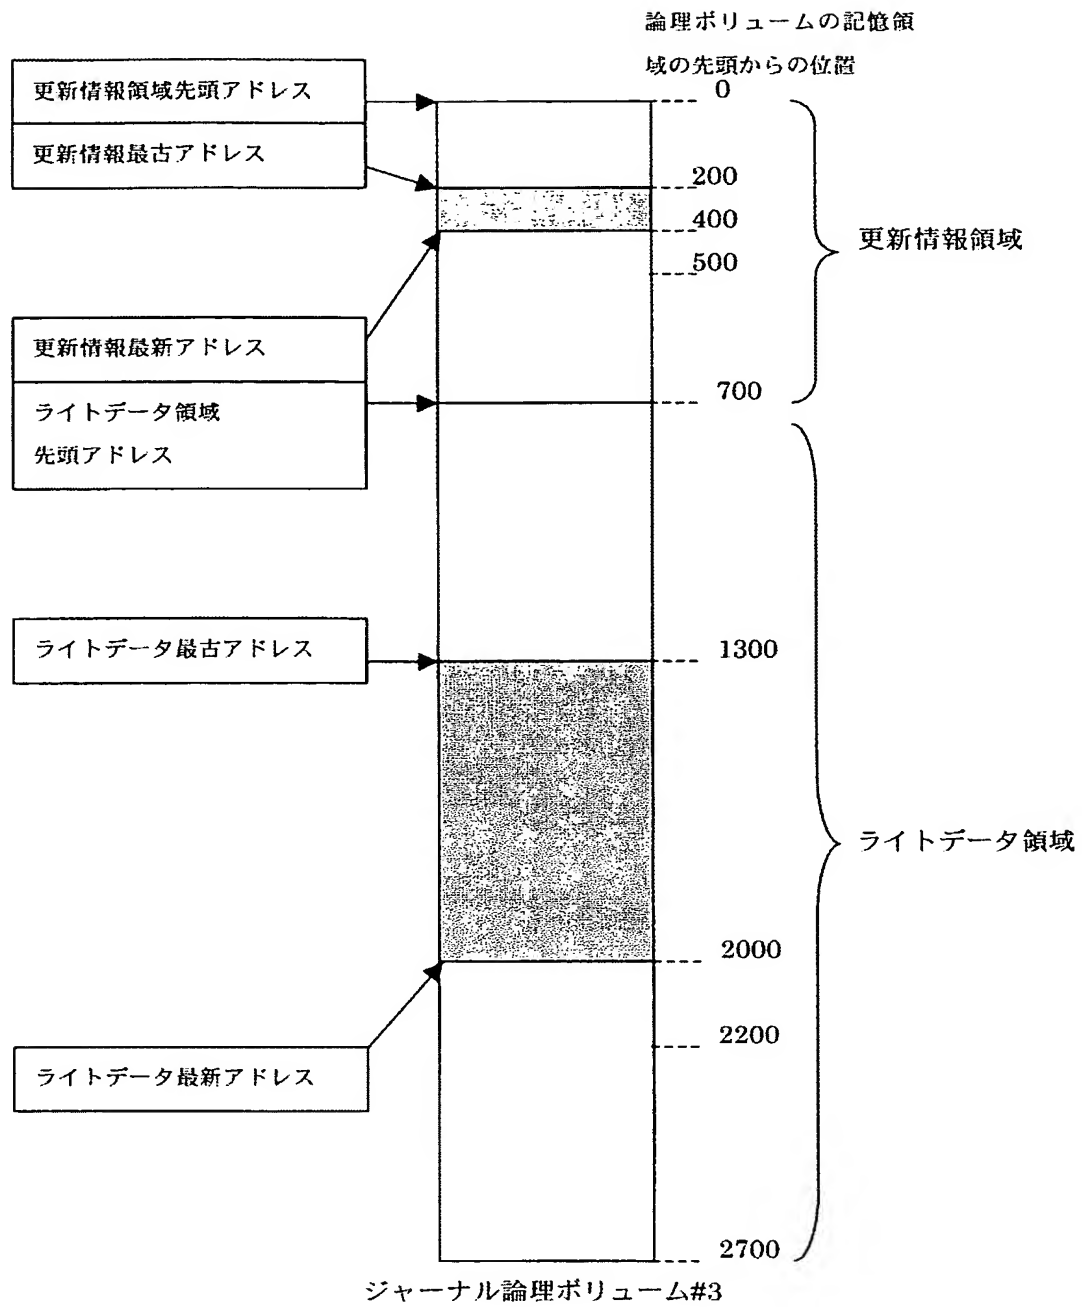 論理ボリュームの記憶領
域の先頭からの位置
更新情報領域先頭アドレス
0
更新情報最古アドレス
200
400
更新情報領域
500
更新情報最新アドレス
700
ライトデータ領域
先頭アドレス
ライトデータ最古アドレス
1300
ライトデータ領域
2000
2200
ライトデータ最新アドレス
2700
ジャーナル論理ボリューム#3